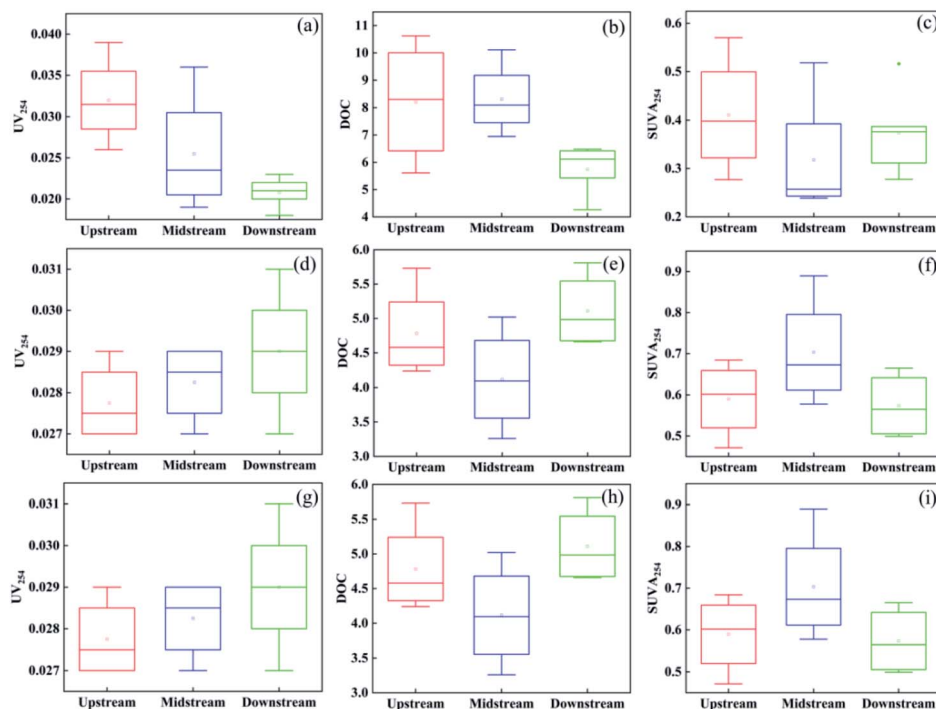 (a)
0.040
0.035
0.030
0.025
0.020
UV254
Upstream Midstream Downstream
(b)
11
10
9
8
7
6
5
4
DOC
Upstream Midstream Downstream
(c)
0.6
0.5
0.4
0.3
0.2
SUVA254
Upstream Midstream Downstream
(d)
0.031
0.030
0.029
0.028
0.027
UV254
Upstream Midstream Downstream
(e)
6.0
5.5
5.0
4.5
4.0
3.5
3.0
DOC
Upstream Midstream Downstream
(f)
0.9
0.8
0.7
0.6
0.5
SUVA254
Upstream Midstream Downstream
(g)
0.031
0.030
0.029
0.028
0.027
UV254
Upstream Midstream Downstream
(h)
6.0
5.5
5.0
4.5
4.0
3.5
3.0
DOC
Upstream Midstream Downstream
(i)
0.9
0.8
0.7
0.6
0.5
SUVA254
Upstream Midstream Downstream